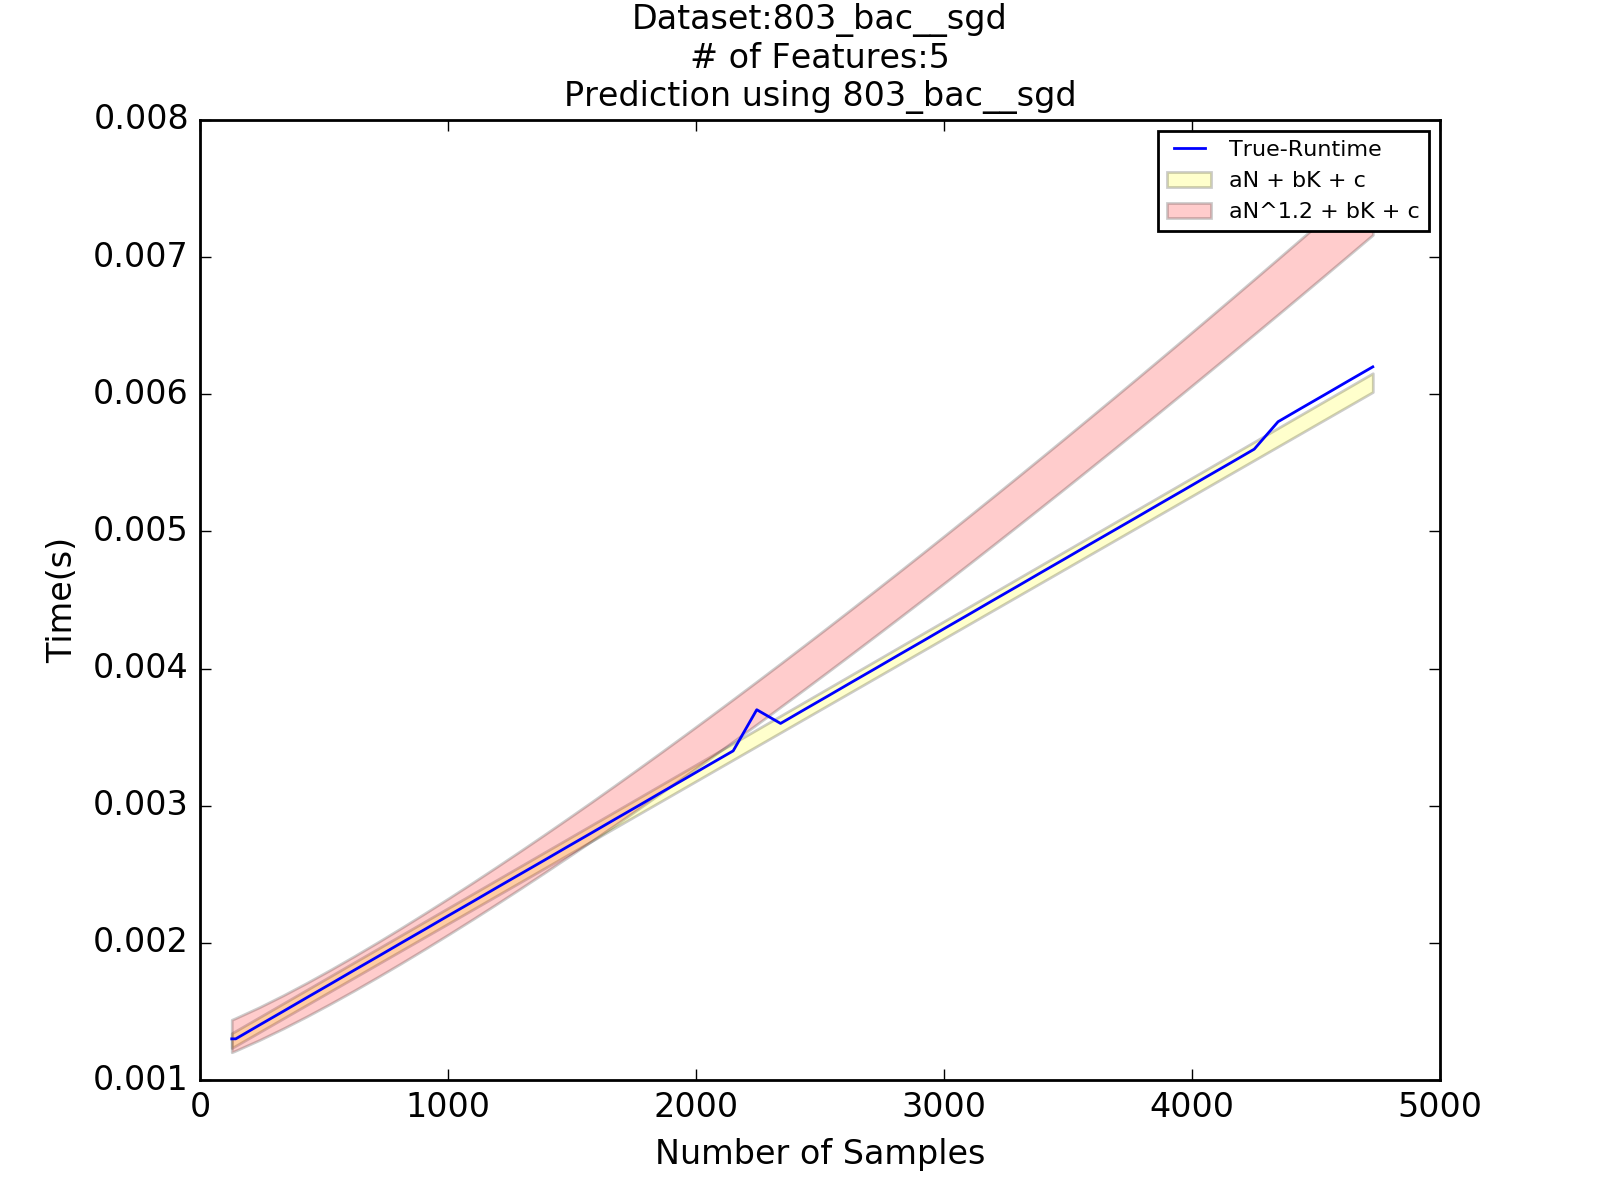 Dataset:803_bac__sgd
# of Features:5
Prediction using 803_bac__sgd
0.008
0.007
0.006
0.005
0.004
0.003
0.002
0.001
Time(s)
True-Runtime
aN + bK + c
aN^1.2 + bK + c
0
1000
2000
3000
4000
5000
Number of Samples